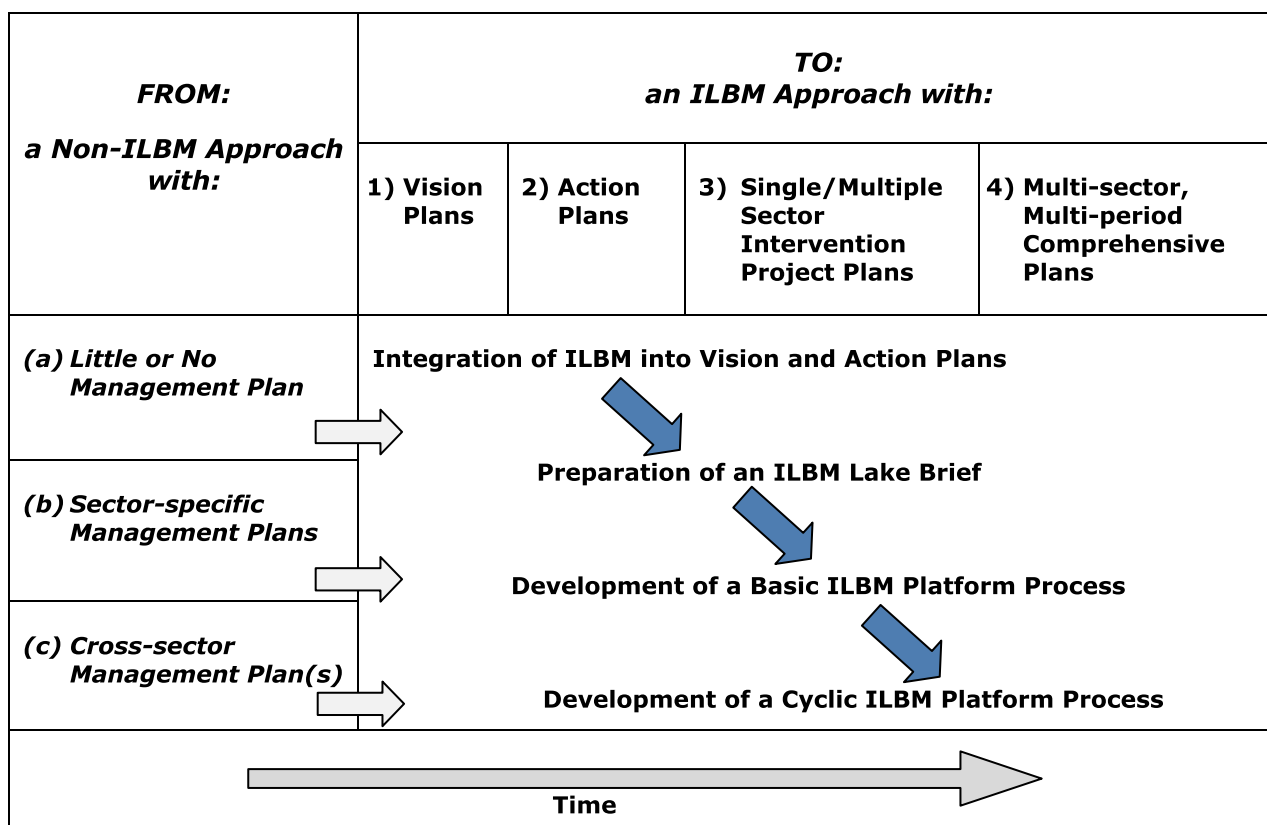 FROM:
a Non-ILBM Approach
with:
TO:
an ILBM Approach with:
1) Vision
Plans
2) Action
Plans
3) Single/Multiple
Sector
Intervention
Project Plans
4) Multi-sector,
Multi-period
Comprehensive
Plans
(a) Little or No
Management Plan
(b) Sector-specific
Management Plans
(c) Cross-sector
Management Plan(s)
Integration of ILBM into Vision and Action Plans
Preparation of an ILBM Lake Brief
Development of a Basic ILBM Platform Process
Development of a Cyclic ILBM Platform Process
Time